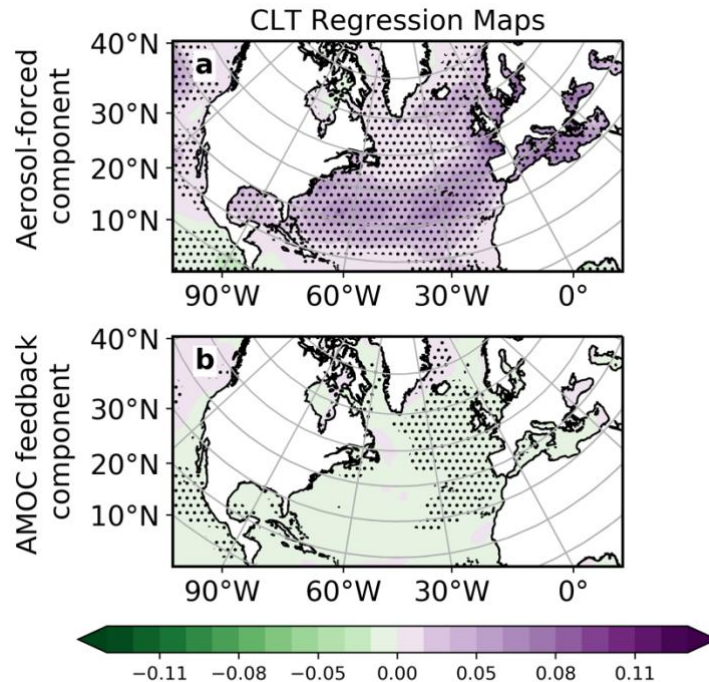 CLT Regression Maps
Aerosol-forced
component
a
40°N
30°N
20°N
10°N
90°W 60°W 30°W 0°
AMOC feedback
component
b
40°N
30°N
20°N
10°N
90°W 60°W 30°W 0°
−0.11 −0.08 −0.05 0.00 0.05 0.08 0.11